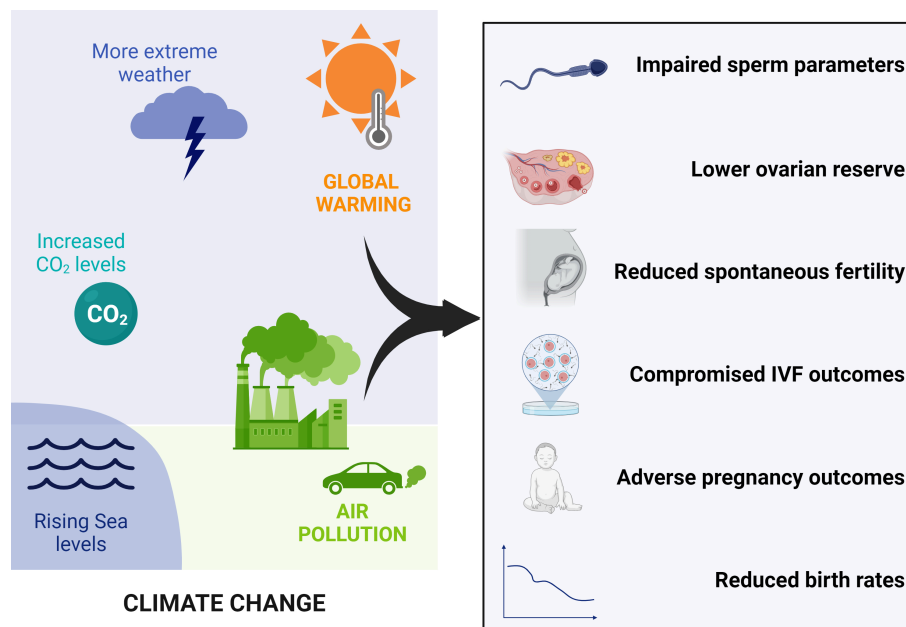 More extreme
weather
GLOBAL
WARMING
Increased
CO₂ levels
CO₂
Rising Sea
levels
AIR
POLLUTION
CLIMATE CHANGE
Impaired sperm parameters
Lower ovarian reserve
Reduced spontaneous fertility
Compromised IVF outcomes
Adverse pregnancy outcomes
Reduced birth rates